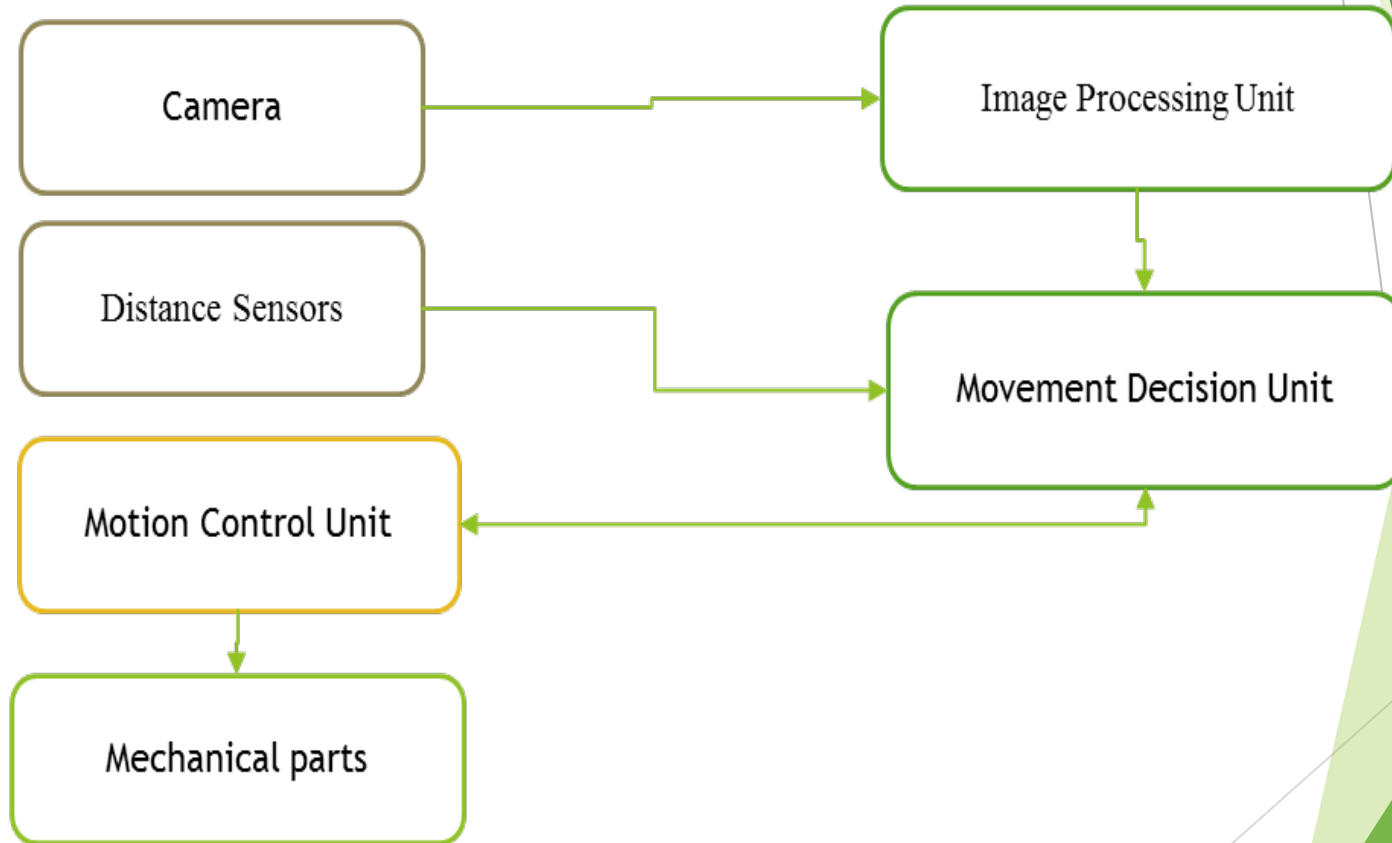 Camera
Image Processing Unit
Distance Sensors
Movement Decision Unit
Motion Control Unit
Mechanical parts